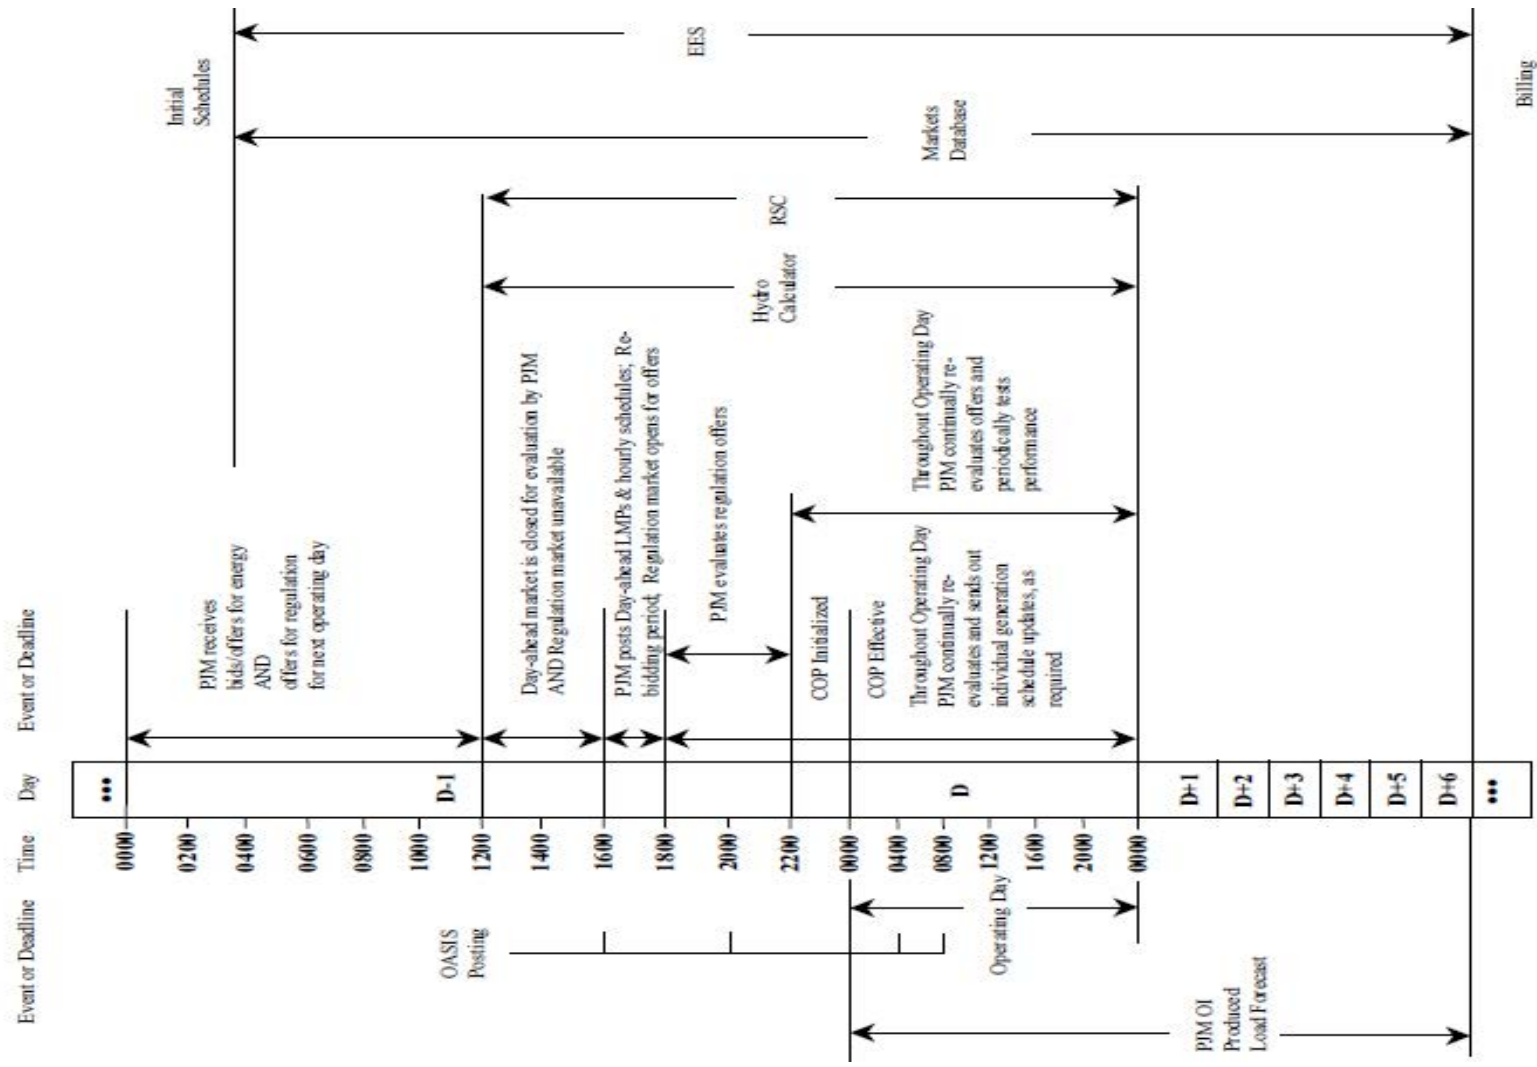 Event or Deadline
Time
Day
Event or Deadline
•••
0000
0200
0400
0600
0800
1000
1200
1400
1600
1800
2000
2200
0000
0400
0800
1200
1600
2000
0000
D-1
D
D+1
D+2
D+3
D+4
D+5
D+6
•••
OASIS
Posting
Operating Day
PJM OI
Produced
Load Forecast
PJM receives
bids/offers for energy
AND
offers for regulation
for next operating day
Day-ahead market is closed for evaluation by PJM
AND Regulation market unavailable
PJM posts Day-ahead LMPs & hourly schedules; Re-
bidding period; Regulation market opens for offers
PJM evaluates regulation offers
COP Initialized
COP Effective
Throughout Operating Day
PJM continually re-
evaluates and sends out
individual generation
schedule updates, as
required
Throughout Operating Day
PJM continually re-
evaluates offers and
periodically tests
performance
Hydro
Calculator
RSC
Initial
Schedules
Markets
Database
EES
Billing